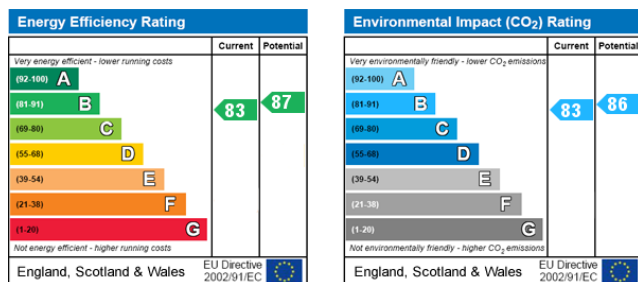 Energy Efficiency Rating
Current Potential
Very energy efficient - lower running costs
(92-100) A
(81-91) B
(69-80) C
(55-68) D
(39-54) E
(21-38) F
(1-20) G
83
87
Not energy efficient - higher running costs
England, Scotland & Wales
EU Directive
2002/91/EC
Environmental Impact (CO₂) Rating
Current Potential
Very environmentally friendly - lower CO₂ emissions
(92-100) A
(81-91) B
(69-80) C
(55-68) D
(39-54) E
(21-38) F
(1-20) G
83
86
Not environmentally friendly - higher CO₂ emissions
England, Scotland & Wales
EU Directive
2002/91/EC